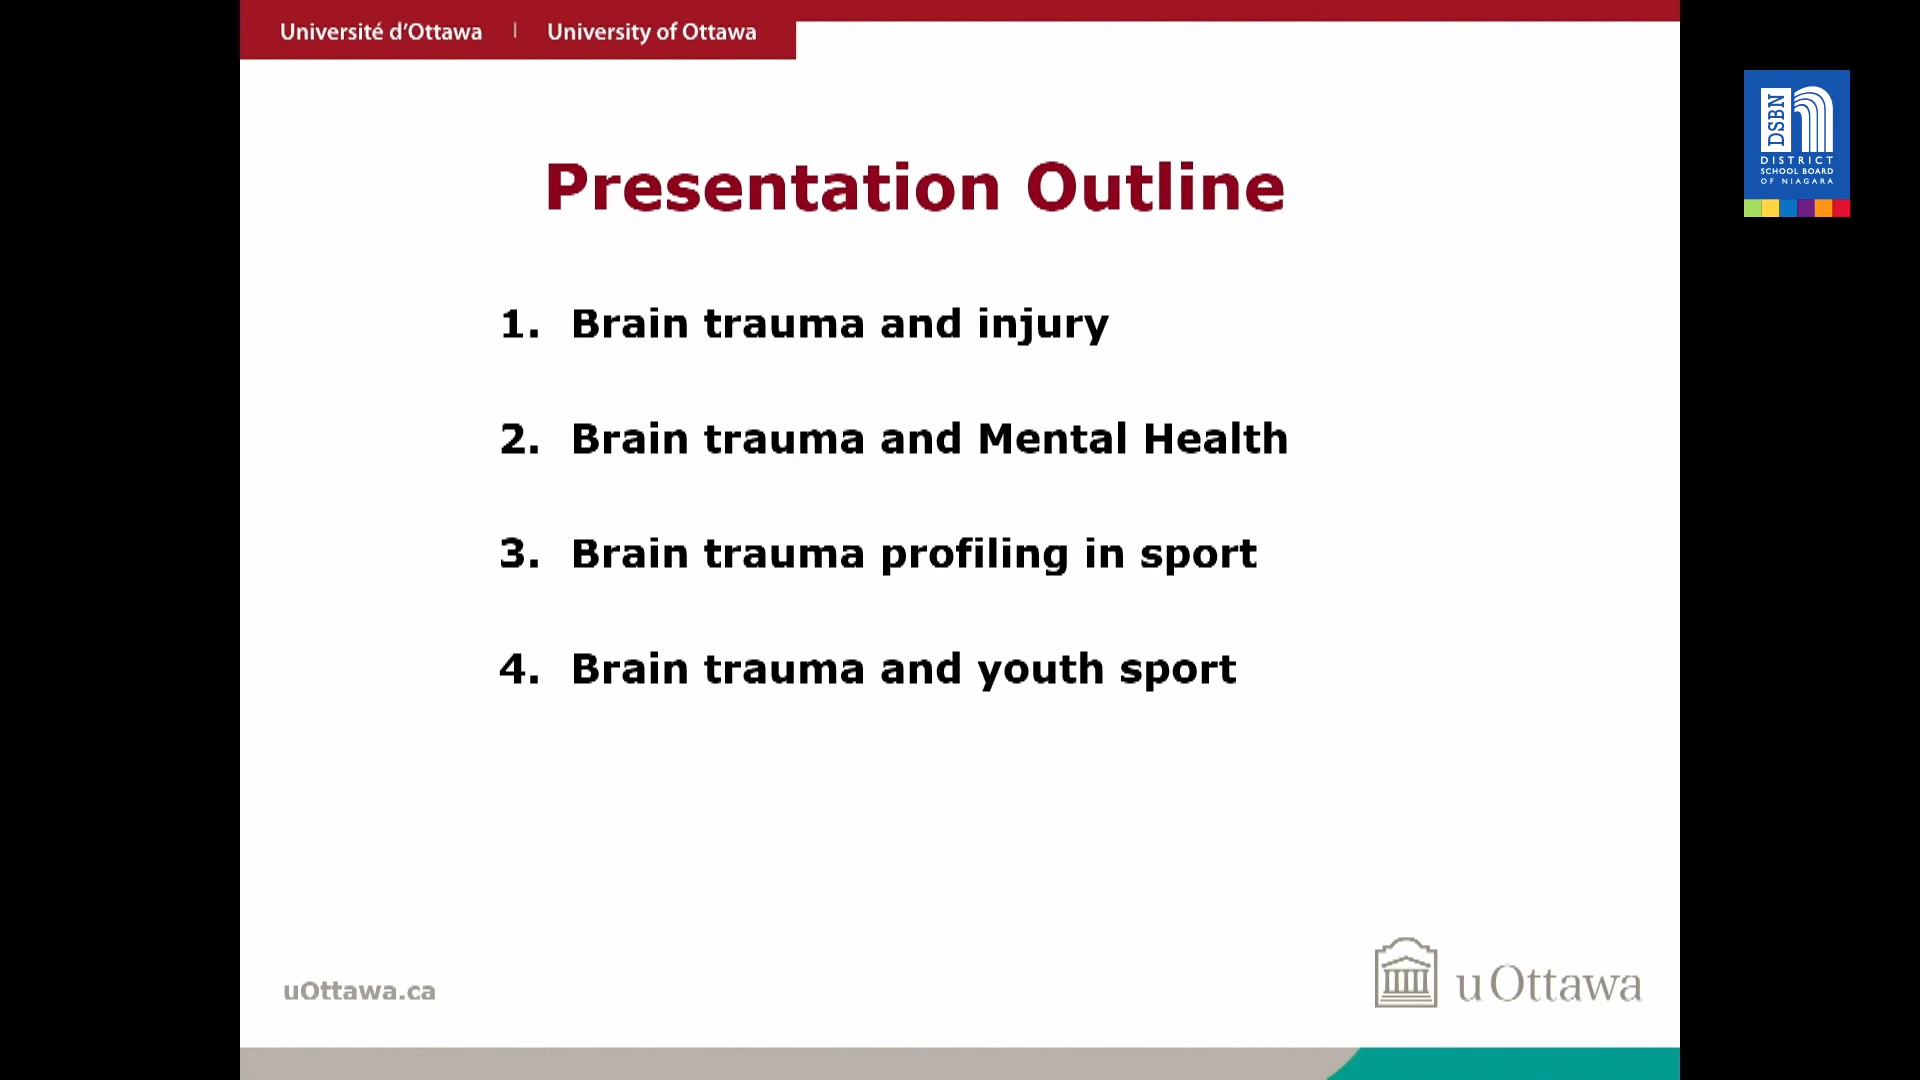 Université d'Ottawa | University of Ottawa
DSBN
DISTRICT
SCHOOL BOARD
OF NIAGARA
Presentation Outline
1. Brain trauma and injury
2. Brain trauma and Mental Health
3. Brain trauma profiling in sport
4. Brain trauma and youth sport
uOttawa.ca
uOttawa